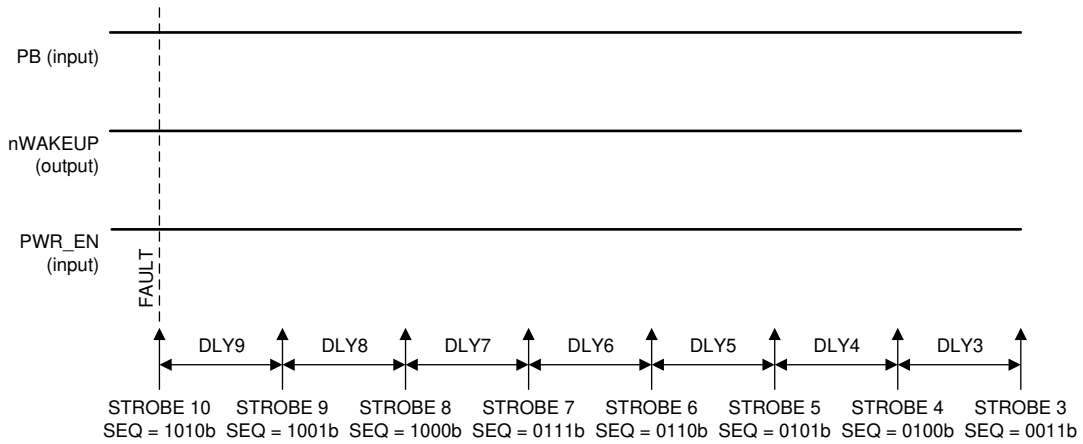 PB (input)
nWAKEUP
(output)
PWR_EN
(input)
FAULT
DLY9 DLY8 DLY7 DLY6 DLY5 DLY4 DLY3
STROBE 10 STROBE 9 STROBE 8 STROBE 7 STROBE 6 STROBE 5 STROBE 4 STROBE 3
SEQ = 1010b SEQ = 1001b SEQ = 1000b SEQ = 0111b SEQ = 0110b SEQ = 0101b SEQ = 0100b SEQ = 0011b